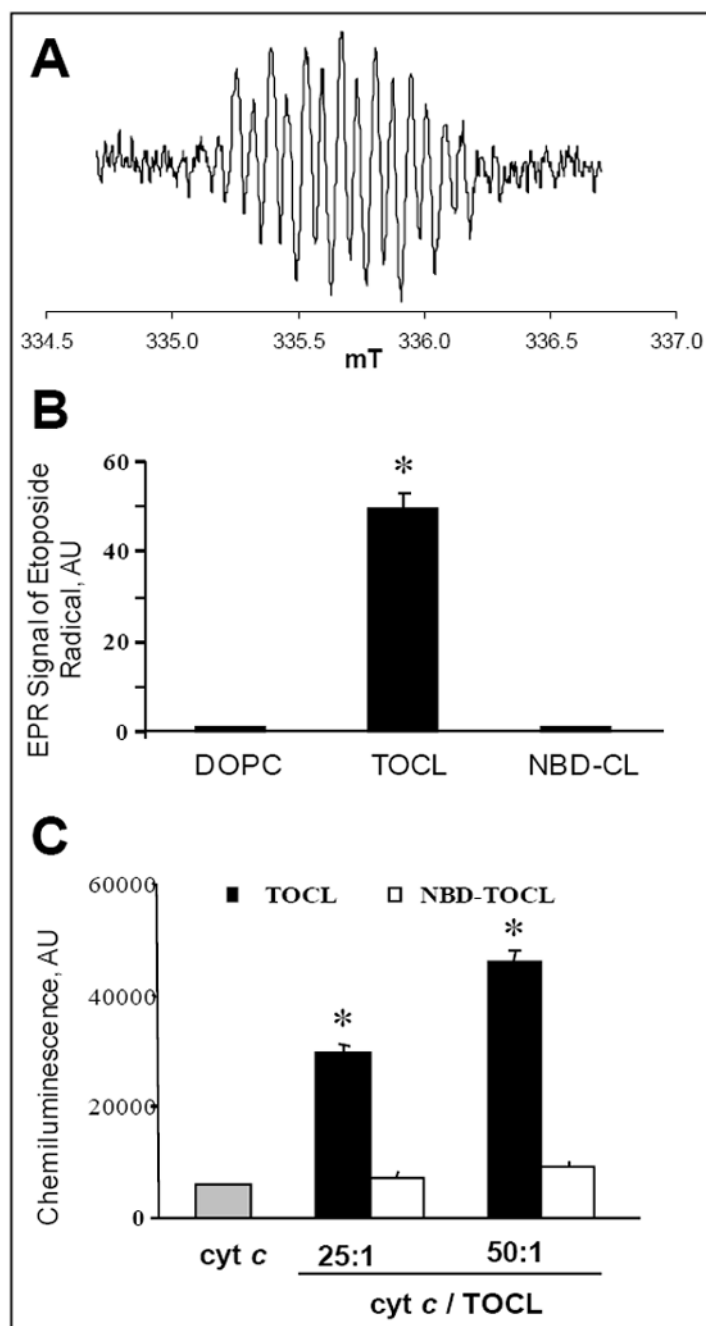 A
334.5 335.0 335.5 336.0 336.5 337.0
mT
B
EPR Signal of Etoposide
Radical, AU
60
40
20
0
*
DOPC TOCL NBD-CL
C
Chemiluminescence, AU
60000
40000
20000
0
TOCL NBD-TOCL
*
*
cyt c 25:1 50:1
cyt c / TOCL